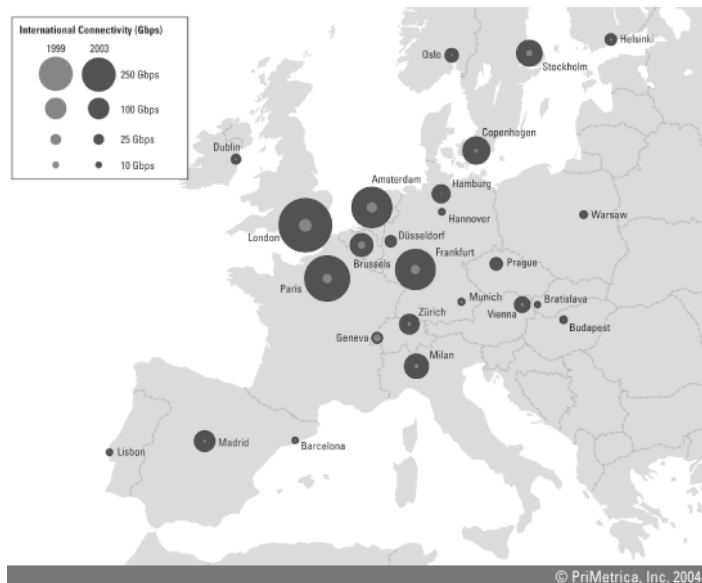 International Connectivity (Gbps)
1999 2003
250 Gbps
100 Gbps
25 Gbps
10 Gbps
Helsinki
Oslo
Stockholm
Copenhagen
Dublin
Amsterdam
Hamburg
Hannover
Warsaw
London
Düsseldorf
Brussels
Frankfurt
Prague
Paris
Munich
Bratislava
Vienna
Budapest
Zürich
Geneva
Milan
Madrid
Barcelona
Lisbon
© PriMetrica, Inc. 2004